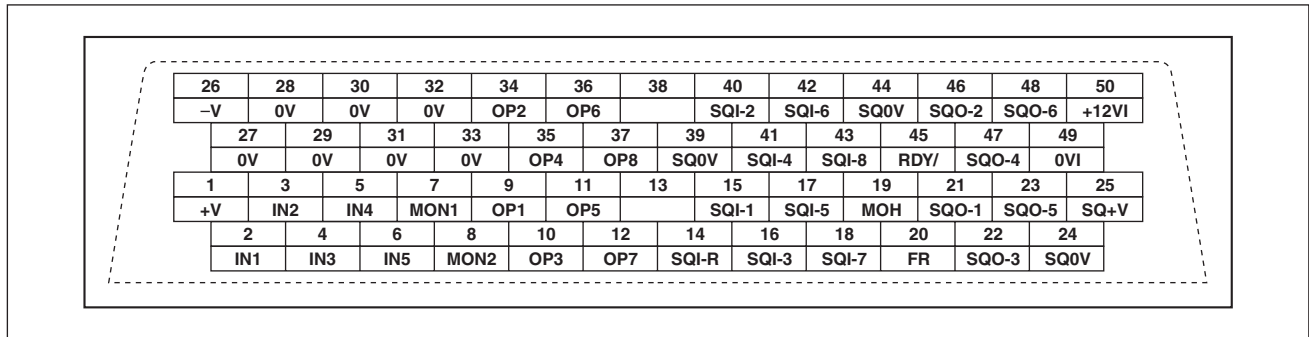 26 28 30 32 34 36 38 40 42 44 46 48 50
–V 0V 0V 0V OP2 OP6 SQI-2 SQI-6 SQ0V SQO-2 SQO-6 +12VI
27 29 31 33 35 37 39 41 43 45 47 49
0V 0V 0V 0V OP4 OP8 SQ0V SQI-4 SQI-8 RDY/ SQO-4 0VI
1 3 5 7 9 11 13 15 17 19 21 23 25
+V IN2 IN4 MON1 OP1 OP5 SQI-1 SQI-5 MOH SQO-1 SQO-5 SQ+V
2 4 6 8 10 12 14 16 18 20 22 24
IN1 IN3 IN5 MON2 OP3 OP7 SQI-R SQI-3 SQI-7 FR SQO-3 SQ0V